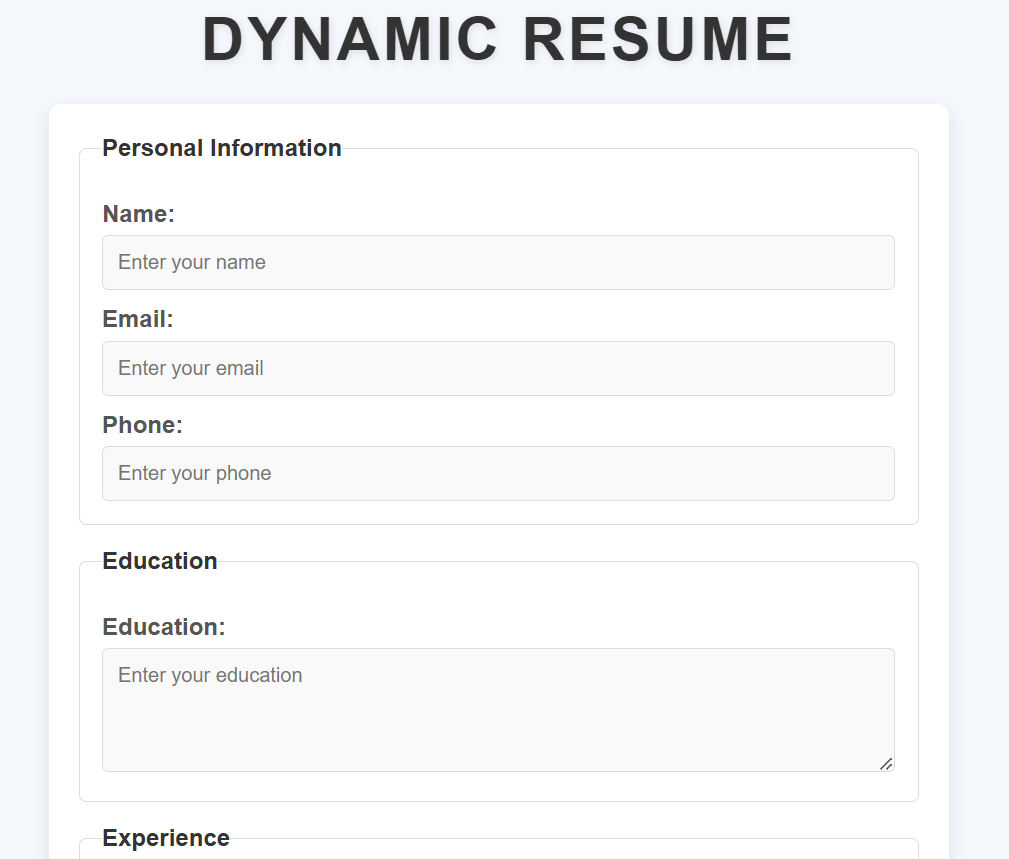 DYNAMIC RESUME
Personal Information
Name:
Enter your name
Email:
Enter your email
Phone:
Enter your phone
Education
Education:
Enter your education
Experience